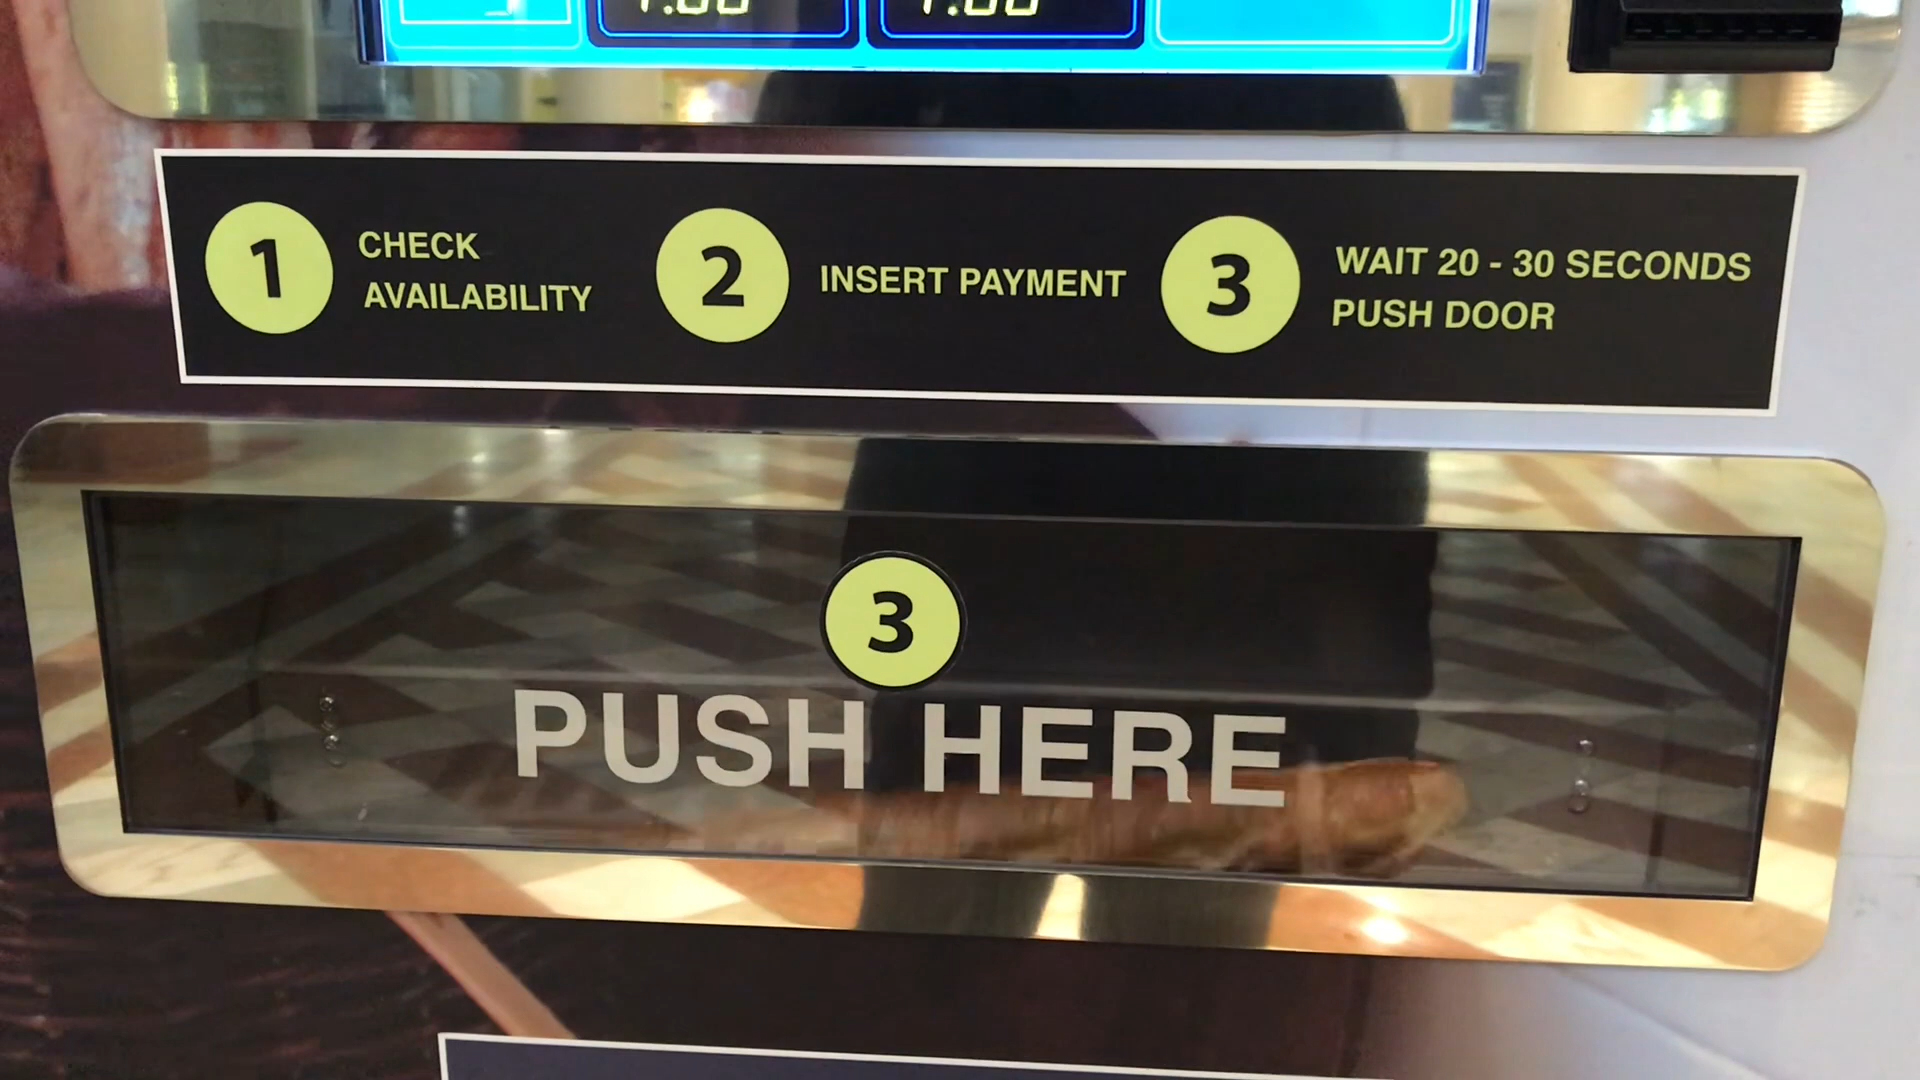 1
CHECK
AVAILABILITY
2
INSERT PAYMENT
3
WAIT 20 - 30 SECONDS
PUSH DOOR
3
PUSH HERE